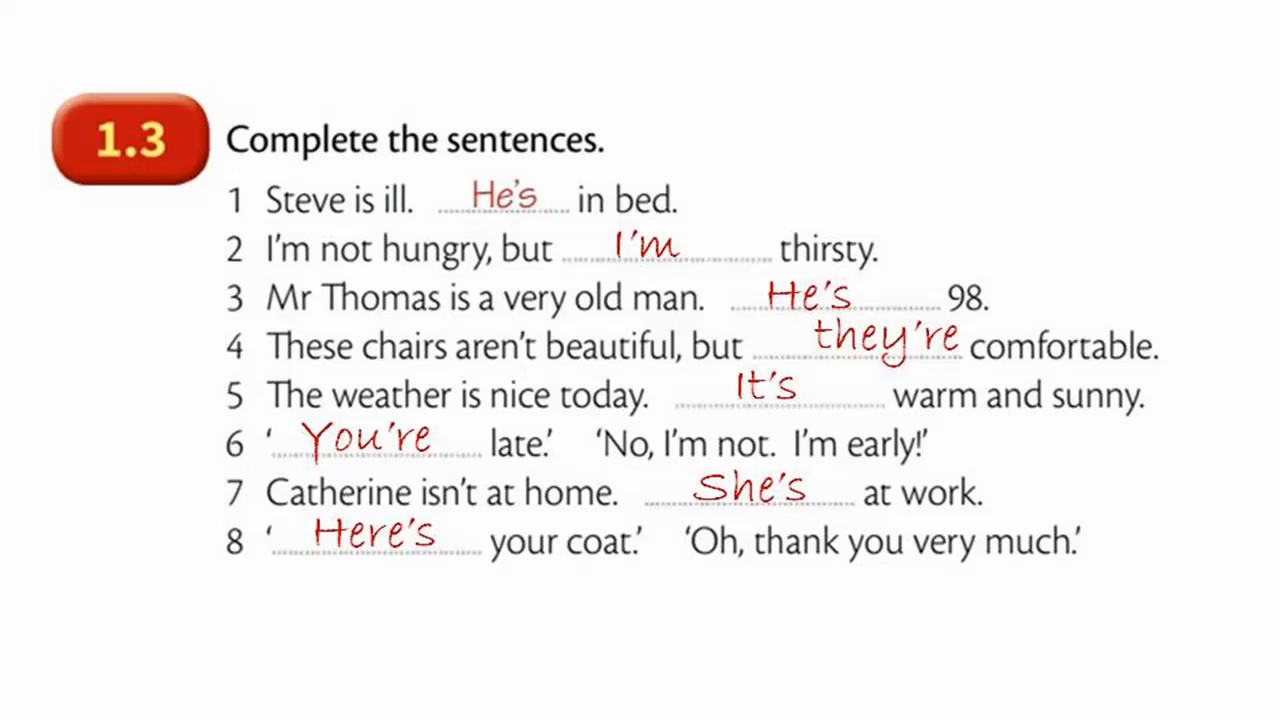 1.3 Complete the sentences.
1 Steve is ill. He's in bed.
2 I'm not hungry, but I'm thirsty.
3 Mr Thomas is a very old man. He's 98.
4 These chairs aren't beautiful, but they're comfortable.
5 The weather is nice today. It's warm and sunny.
6 ‘You're late.’ ‘No, I'm not. I'm early!’
7 Catherine isn't at home. She's at work.
8 ‘Here's your coat.’ ‘Oh, thank you very much.’